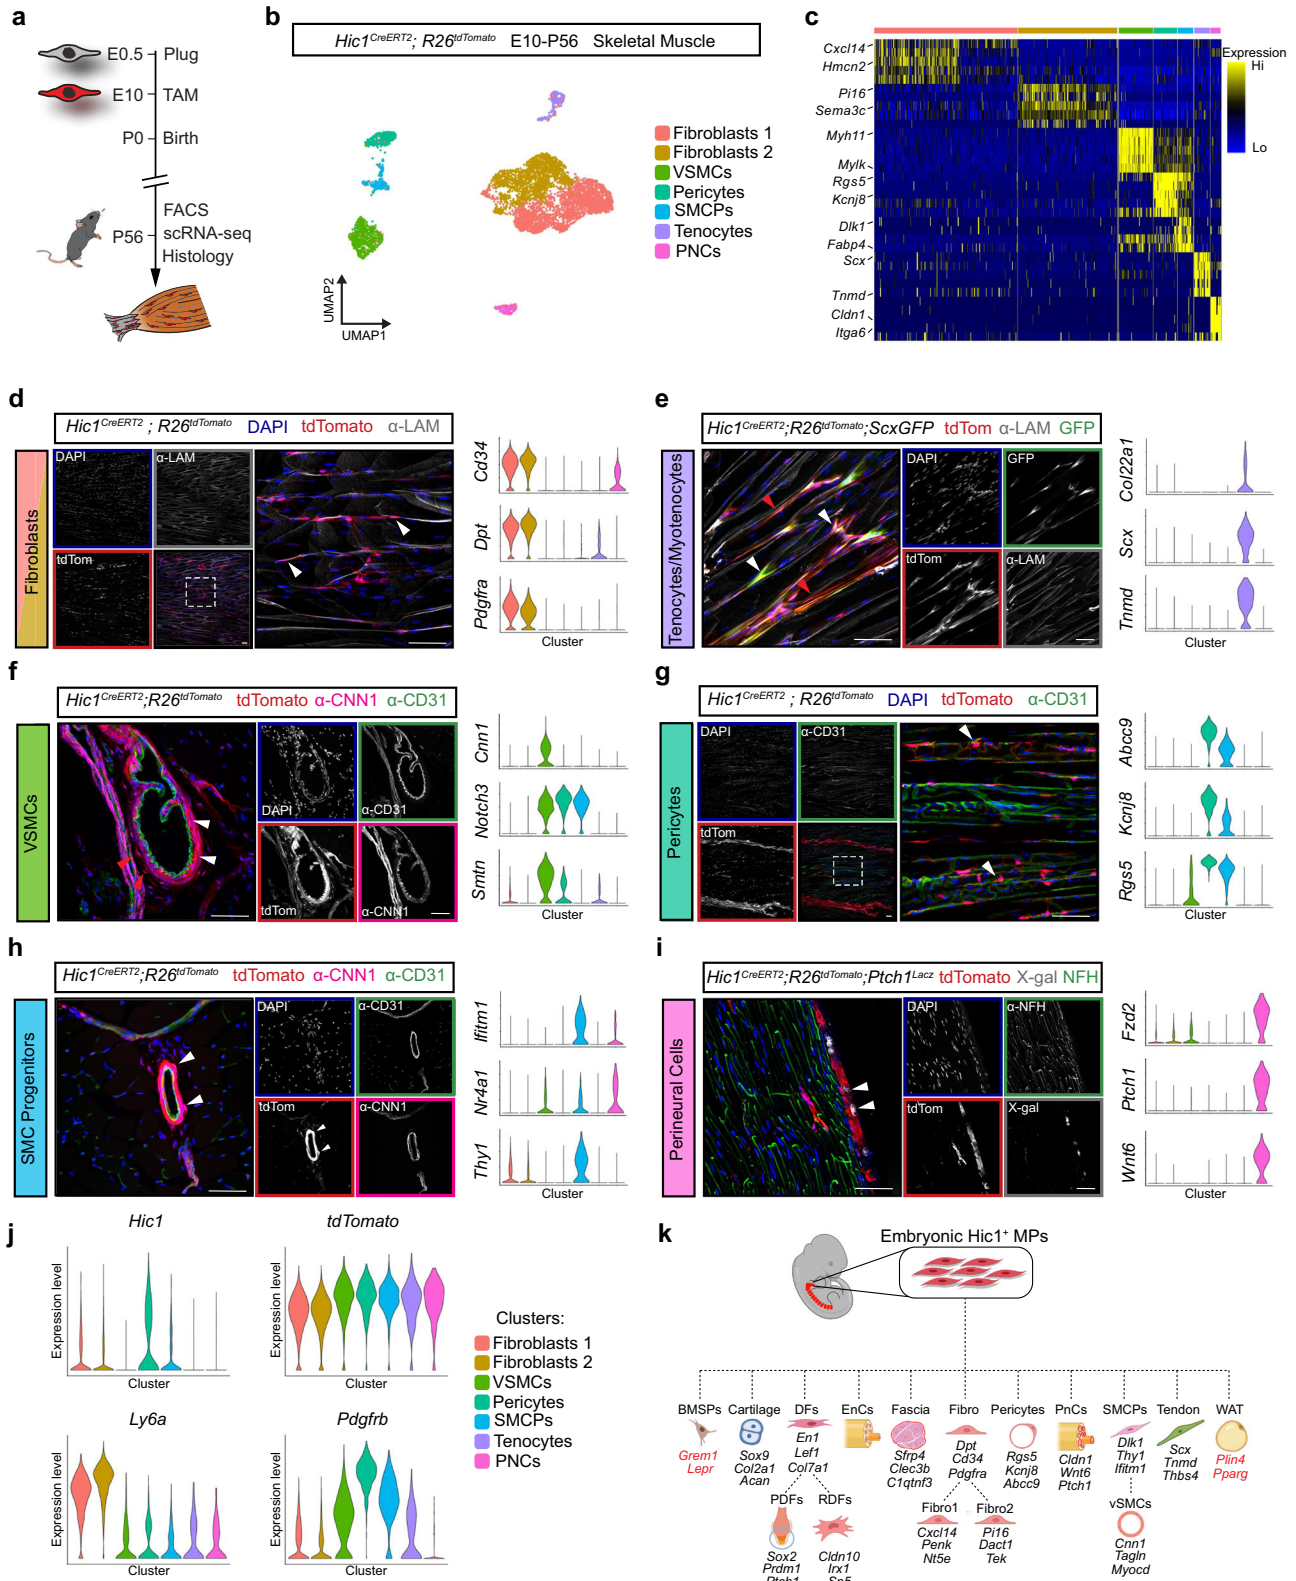 a
E0.5 Plug
E10 TAM
P0 Birth
FACS
scRNA-seq
P56
Histology
b
Hic1CreERT2; R26tdTomato E10-P56 Skeletal Muscle
UMAP2
UMAP1
Fibroblasts 1
Fibroblasts 2
VSMCs
Pericytes
SMCPs
Tenocytes
PNCs
c
Cxcl14
Hmcn2
Pi16
Sema3c
Myh11
Mylk
Rgs5
Kcnj8
Dlk1
Fabp4
Scx
Tnmd
Cldn1
Itga6
Expression
Hi
Lo
d
Hic1CreERT2 ; R26tdTomato DAPI tdTomato α-LAM
Fibroblasts
DAPI
α-LAM
tdTom
Cd34
Dpt
Pdgfra
Cluster
e
Hic1CreERT2;R26tdTomato;ScxGFP tdTom α-LAM GFP
Tenocytes/Myotenocytes
DAPI
GFP
tdTom
α-LAM
Col22a1
Scx
Tnmd
Cluster
f
Hic1CreERT2;R26tdTomato tdTomato α-CNN1 α-CD31
VSMCs
DAPI
α-CD31
tdTom
α-CNN1
Cnn1
Notch3
Smtn
Cluster
g
Hic1CreERT2 ; R26tdTomato DAPI tdTomato α-CD31
Pericytes
DAPI
α-CD31
tdTom
Abcc9
Kcnj8
Rgs5
Cluster
h
Hic1CreERT2;R26tdTomato tdTomato α-CNN1 α-CD31
SMC Progenitors
DAPI
α-CD31
tdTom
α-CNN1
Ifitm1
Nr4a1
Thy1
Cluster
i
Hic1CreERT2;R26tdTomato;Ptch1Lacz tdTomato X-gal NFH
Perineural Cells
DAPI
α-NFH
tdTom
X-gal
Fzd2
Ptch1
Wnt6
Cluster
j
Hic1
Expression level
Cluster
tdTomato
Expression level
Cluster
Ly6a
Expression level
Cluster
Pdgfrb
Expression level
Cluster
Clusters:
Fibroblasts 1
Fibroblasts 2
VSMCs
Pericytes
SMCPs
Tenocytes
PNCs
k
Embryonic Hic1+ MPs
BMSPs Cartilage DFs EnCs Fascia Fibro Pericytes PnCs SMCPs Tendon WAT
Grem1
Lepr
Sox9
Col2a1
Acan
En1
Lef1
Col7a1
Sfrp4
Clec3b
C1qtnf3
Dpt
Cd34
Pdgfra
Rgs5
Kcnj8
Abcc9
Cldn1
Wnt6
Ptch1
Dlk1
Thy1
Ifitm1
Scx
Tnmd
Thbs4
Plin4
Pparg
PDFs
Sox2
Prdm1
Ptch1
RDFs
Cldn10
Irx1
Sp5
Fibro1
Cxcl14
Penk
Nt5e
Fibro2
Pi16
Dact1
Tek
vSMCs
Cnn1
Tagln
Myocd